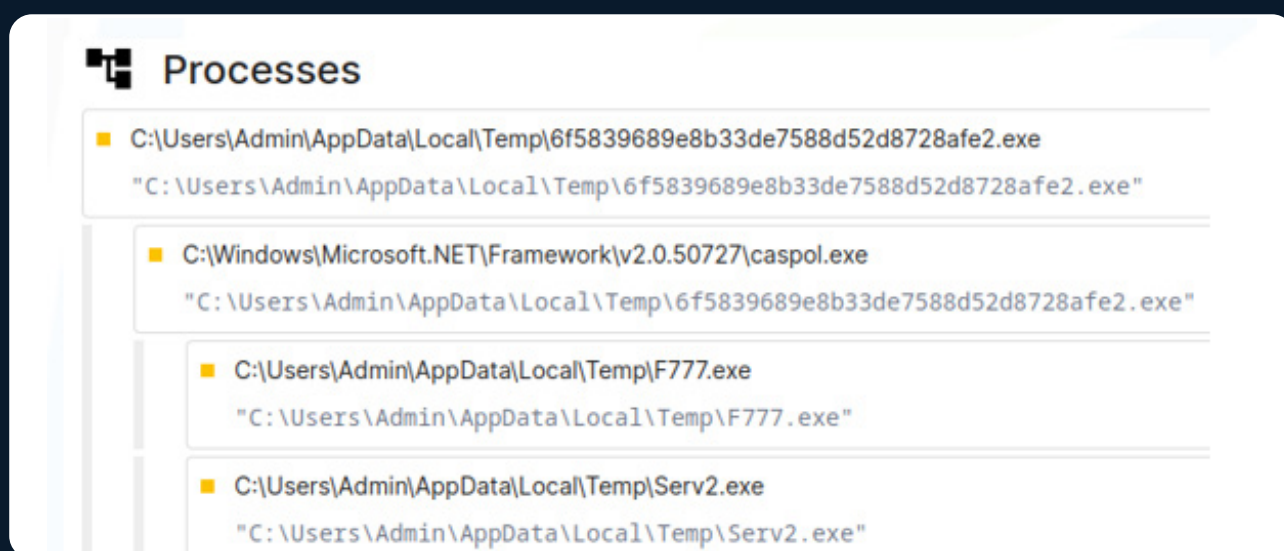 Processes
C:\Users\Admin\AppData\Local\Temp\6f5839689e8b33de7588d52d8728afe2.exe
"C:\Users\Admin\AppData\Local\Temp\6f5839689e8b33de7588d52d8728afe2.exe"
C:\Windows\Microsoft.NET\Framework\v2.0.50727\caspol.exe
"C:\Users\Admin\AppData\Local\Temp\6f5839689e8b33de7588d52d8728afe2.exe"
C:\Users\Admin\AppData\Local\Temp\F777.exe
"C:\Users\Admin\AppData\Local\Temp\F777.exe"
C:\Users\Admin\AppData\Local\Temp\Serv2.exe
"C:\Users\Admin\AppData\Local\Temp\Serv2.exe"